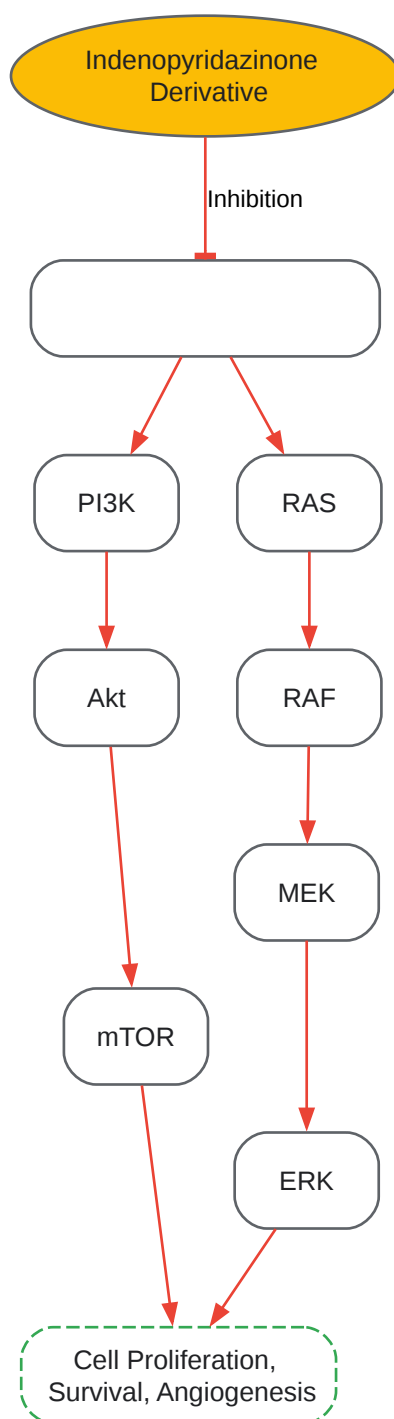 Indenopyridazinone
Derivative
Inhibition
PI3K
RAS
Akt
RAF
MEK
mTOR
ERK
Cell Proliferation,
Survival, Angiogenesis